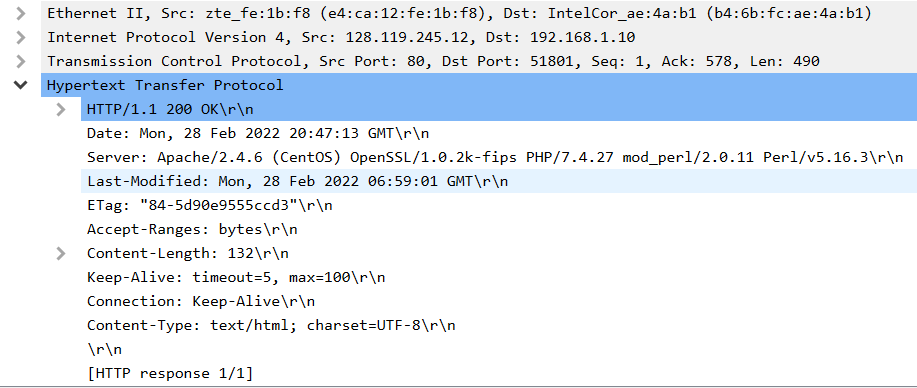 Ethernet II, Src: zte_fe:1b:f8 (e4:ca:12:fe:1b:f8), Dst: IntelCor_ae:4a:b1 (b4:6b:fc:ae:4a:b1)
Internet Protocol Version 4, Src: 128.119.245.12, Dst: 192.168.1.10
Transmission Control Protocol, Src Port: 80, Dst Port: 51801, Seq: 1, Ack: 578, Len: 490
Hypertext Transfer Protocol
HTTP/1.1 200 OK\r\n
Date: Mon, 28 Feb 2022 20:47:13 GMT\r\n
Server: Apache/2.4.6 (CentOS) OpenSSL/1.0.2k-fips PHP/7.4.27 mod_perl/2.0.11 Perl/v5.16.3\r\n
Last-Modified: Mon, 28 Feb 2022 06:59:01 GMT\r\n
ETag: "84-5d90e9555ccd3"\r\n
Accept-Ranges: bytes\r\n
Content-Length: 132\r\n
Keep-Alive: timeout=5, max=100\r\n
Connection: Keep-Alive\r\n
Content-Type: text/html; charset=UTF-8\r\n
\r\n
[HTTP response 1/1]